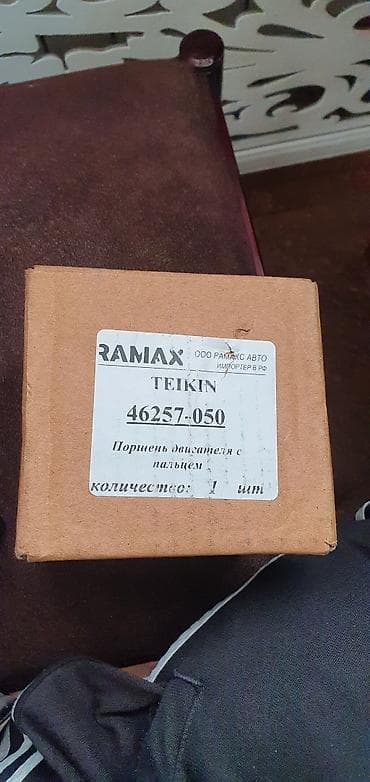 RAMAX ООО РАМАКС АВТО
ИМПОРТЕР В РФ
TEIKIN
46257-050
Поршень двигателя с
пальцем
количество: 1 шт